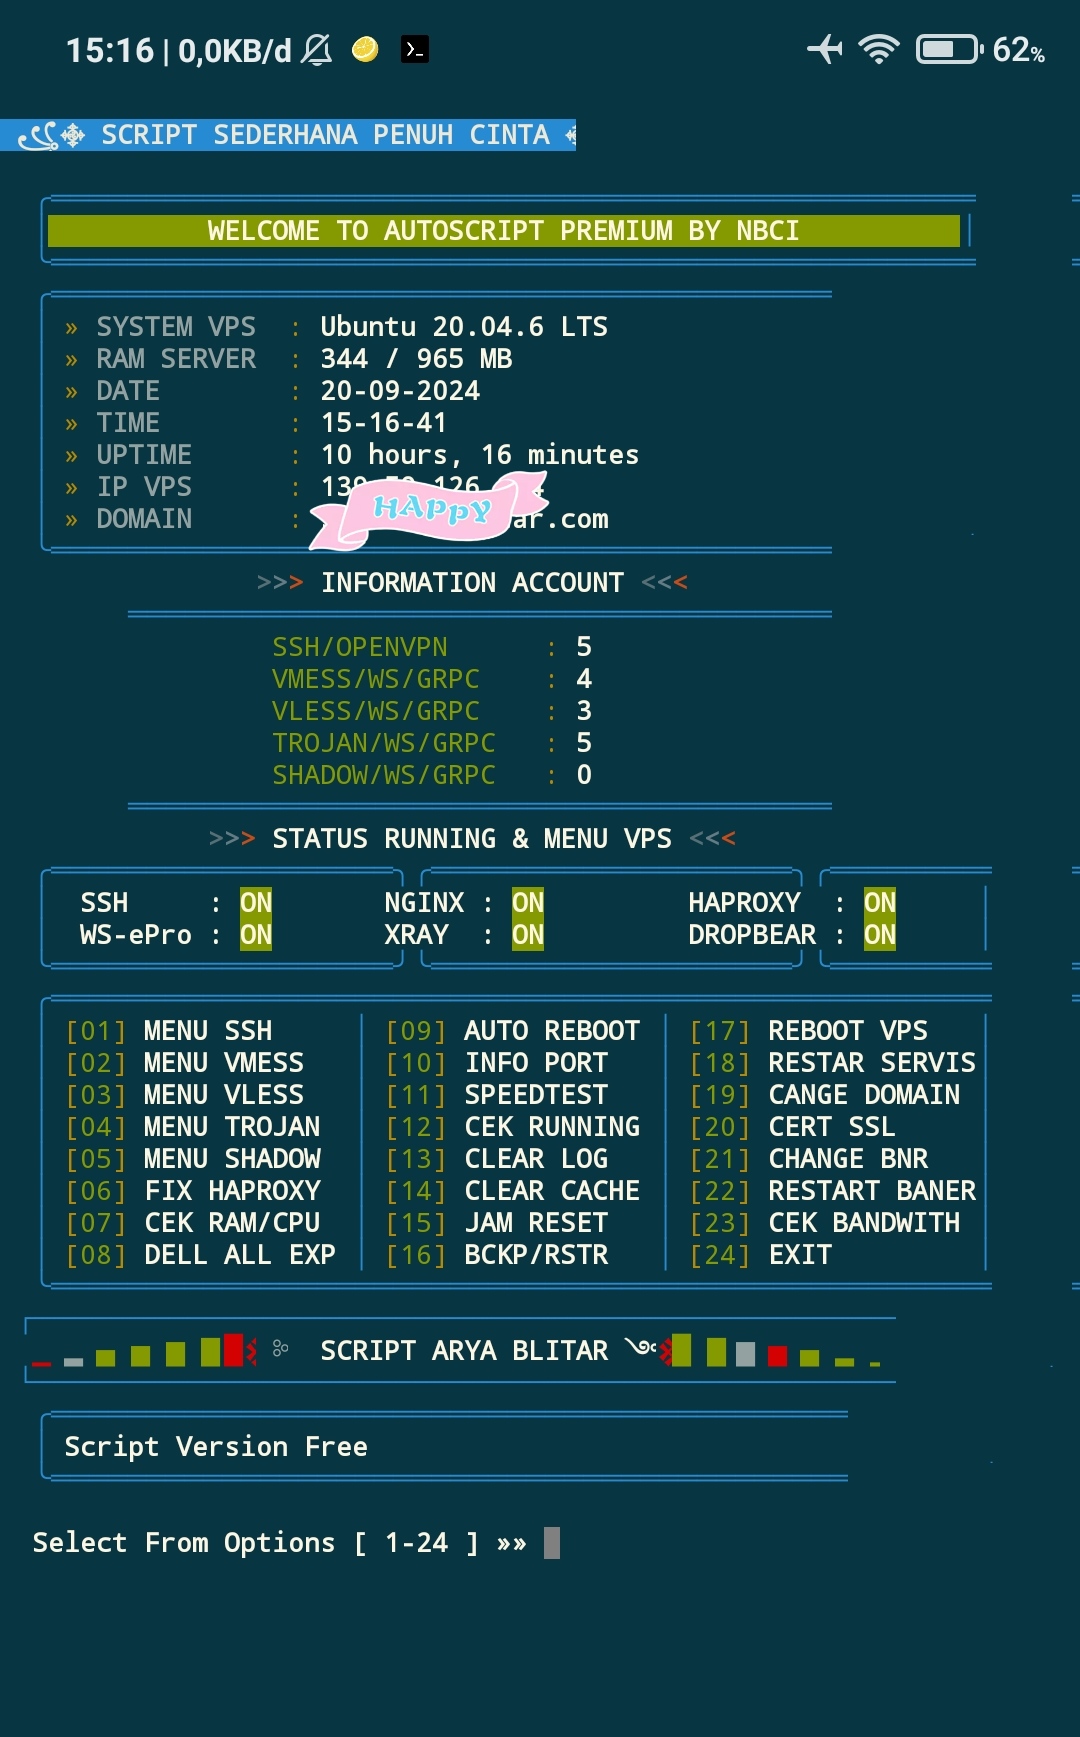 15:16 | 0,0KB/d 62%
SCRIPT SEDERHANA PENUH CINTA
WELCOME TO AUTOSCRIPT PREMIUM BY NBCI
» SYSTEM VPS : Ubuntu 20.04.6 LTS
» RAM SERVER : 344 / 965 MB
» DATE : 20-09-2024
» TIME : 15-16-41
» UPTIME : 10 hours, 16 minutes
» IP VPS :
HAPPY
» DOMAIN : ar.com
>>> INFORMATION ACCOUNT <<<
SSH/OPENVPN : 5
VMESS/WS/GRPC : 4
VLESS/WS/GRPC : 3
TROJAN/WS/GRPC : 5
SHADOW/WS/GRPC : 0
>>> STATUS RUNNING & MENU VPS <<<
SSH : ON NGINX : ON HAPROXY : ON
WS-ePro : ON XRAY : ON DROPBEAR : ON
[01] MENU SSH [09] AUTO REBOOT [17] REBOOT VPS
[02] MENU VMESS [10] INFO PORT [18] RESTAR SERVIS
[03] MENU VLESS [11] SPEEDTEST [19] CANGE DOMAIN
[04] MENU TROJAN [12] CEK RUNNING [20] CERT SSL
[05] MENU SHADOW [13] CLEAR LOG [21] CHANGE BNR
[06] FIX HAPROXY [14] CLEAR CACHE [22] RESTART BANER
[07] CEK RAM/CPU [15] JAM RESET [23] CEK BANDWITH
[08] DELL ALL EXP [16] BCKP/RSTR [24] EXIT
SCRIPT ARYA BLITAR
Script Version Free
Select From Options [ 1-24 ] »»